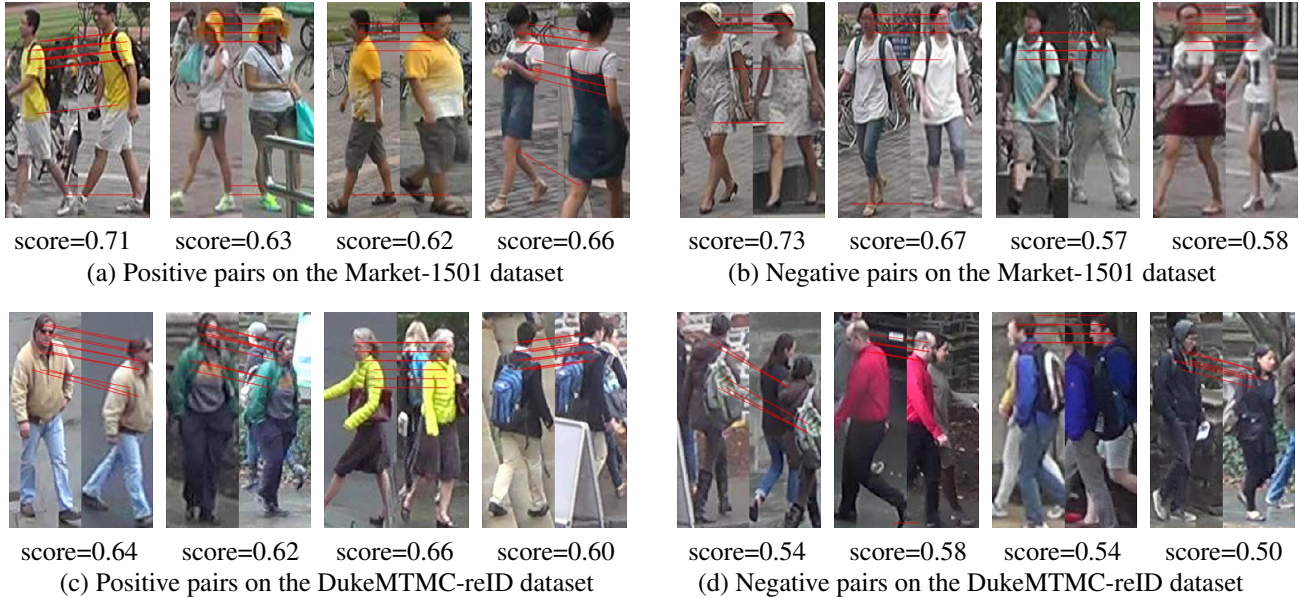 score=0.71 score=0.63 score=0.62 score=0.66
(a) Positive pairs on the Market-1501 dataset
score=0.73 score=0.67 score=0.57 score=0.58
(b) Negative pairs on the Market-1501 dataset
score=0.64 score=0.62 score=0.66 score=0.60
(c) Positive pairs on the DukeMTMC-reID dataset
score=0.54 score=0.58 score=0.54 score=0.50
(d) Negative pairs on the DukeMTMC-reID dataset